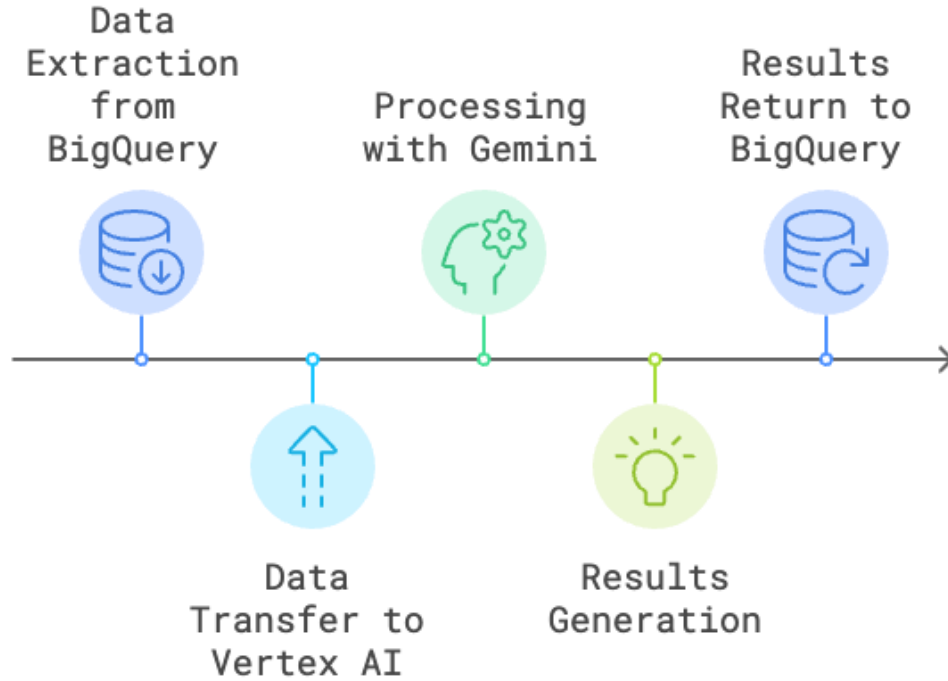 Data
Extraction
from
BigQuery
Data
Transfer to
Vertex AI
Processing
with Gemini
Results
Generation
Results
Return to
BigQuery